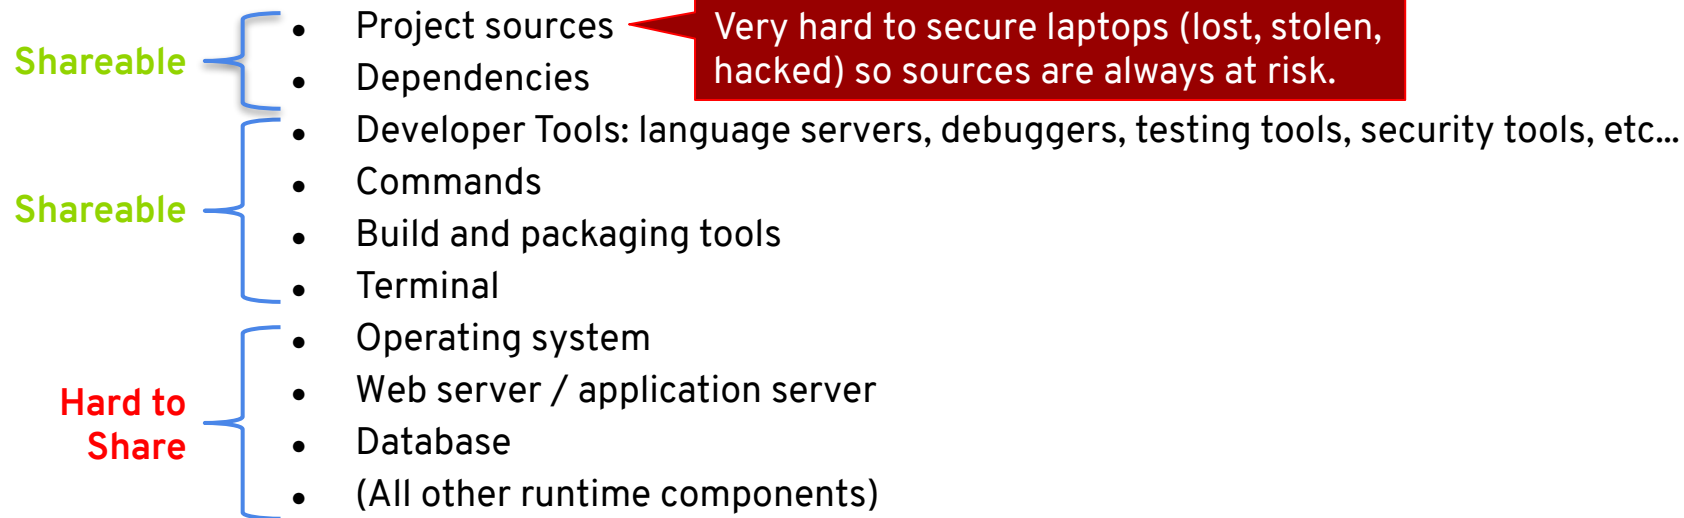 Shareable
● Project sources
● Dependencies
Very hard to secure laptops (lost, stolen,
hacked) so sources are always at risk.
Shareable
● Developer Tools: language servers, debuggers, testing tools, security tools, etc...
● Commands
● Build and packaging tools
● Terminal
Hard to
Share
● Operating system
● Web server / application server
● Database
● (All other runtime components)